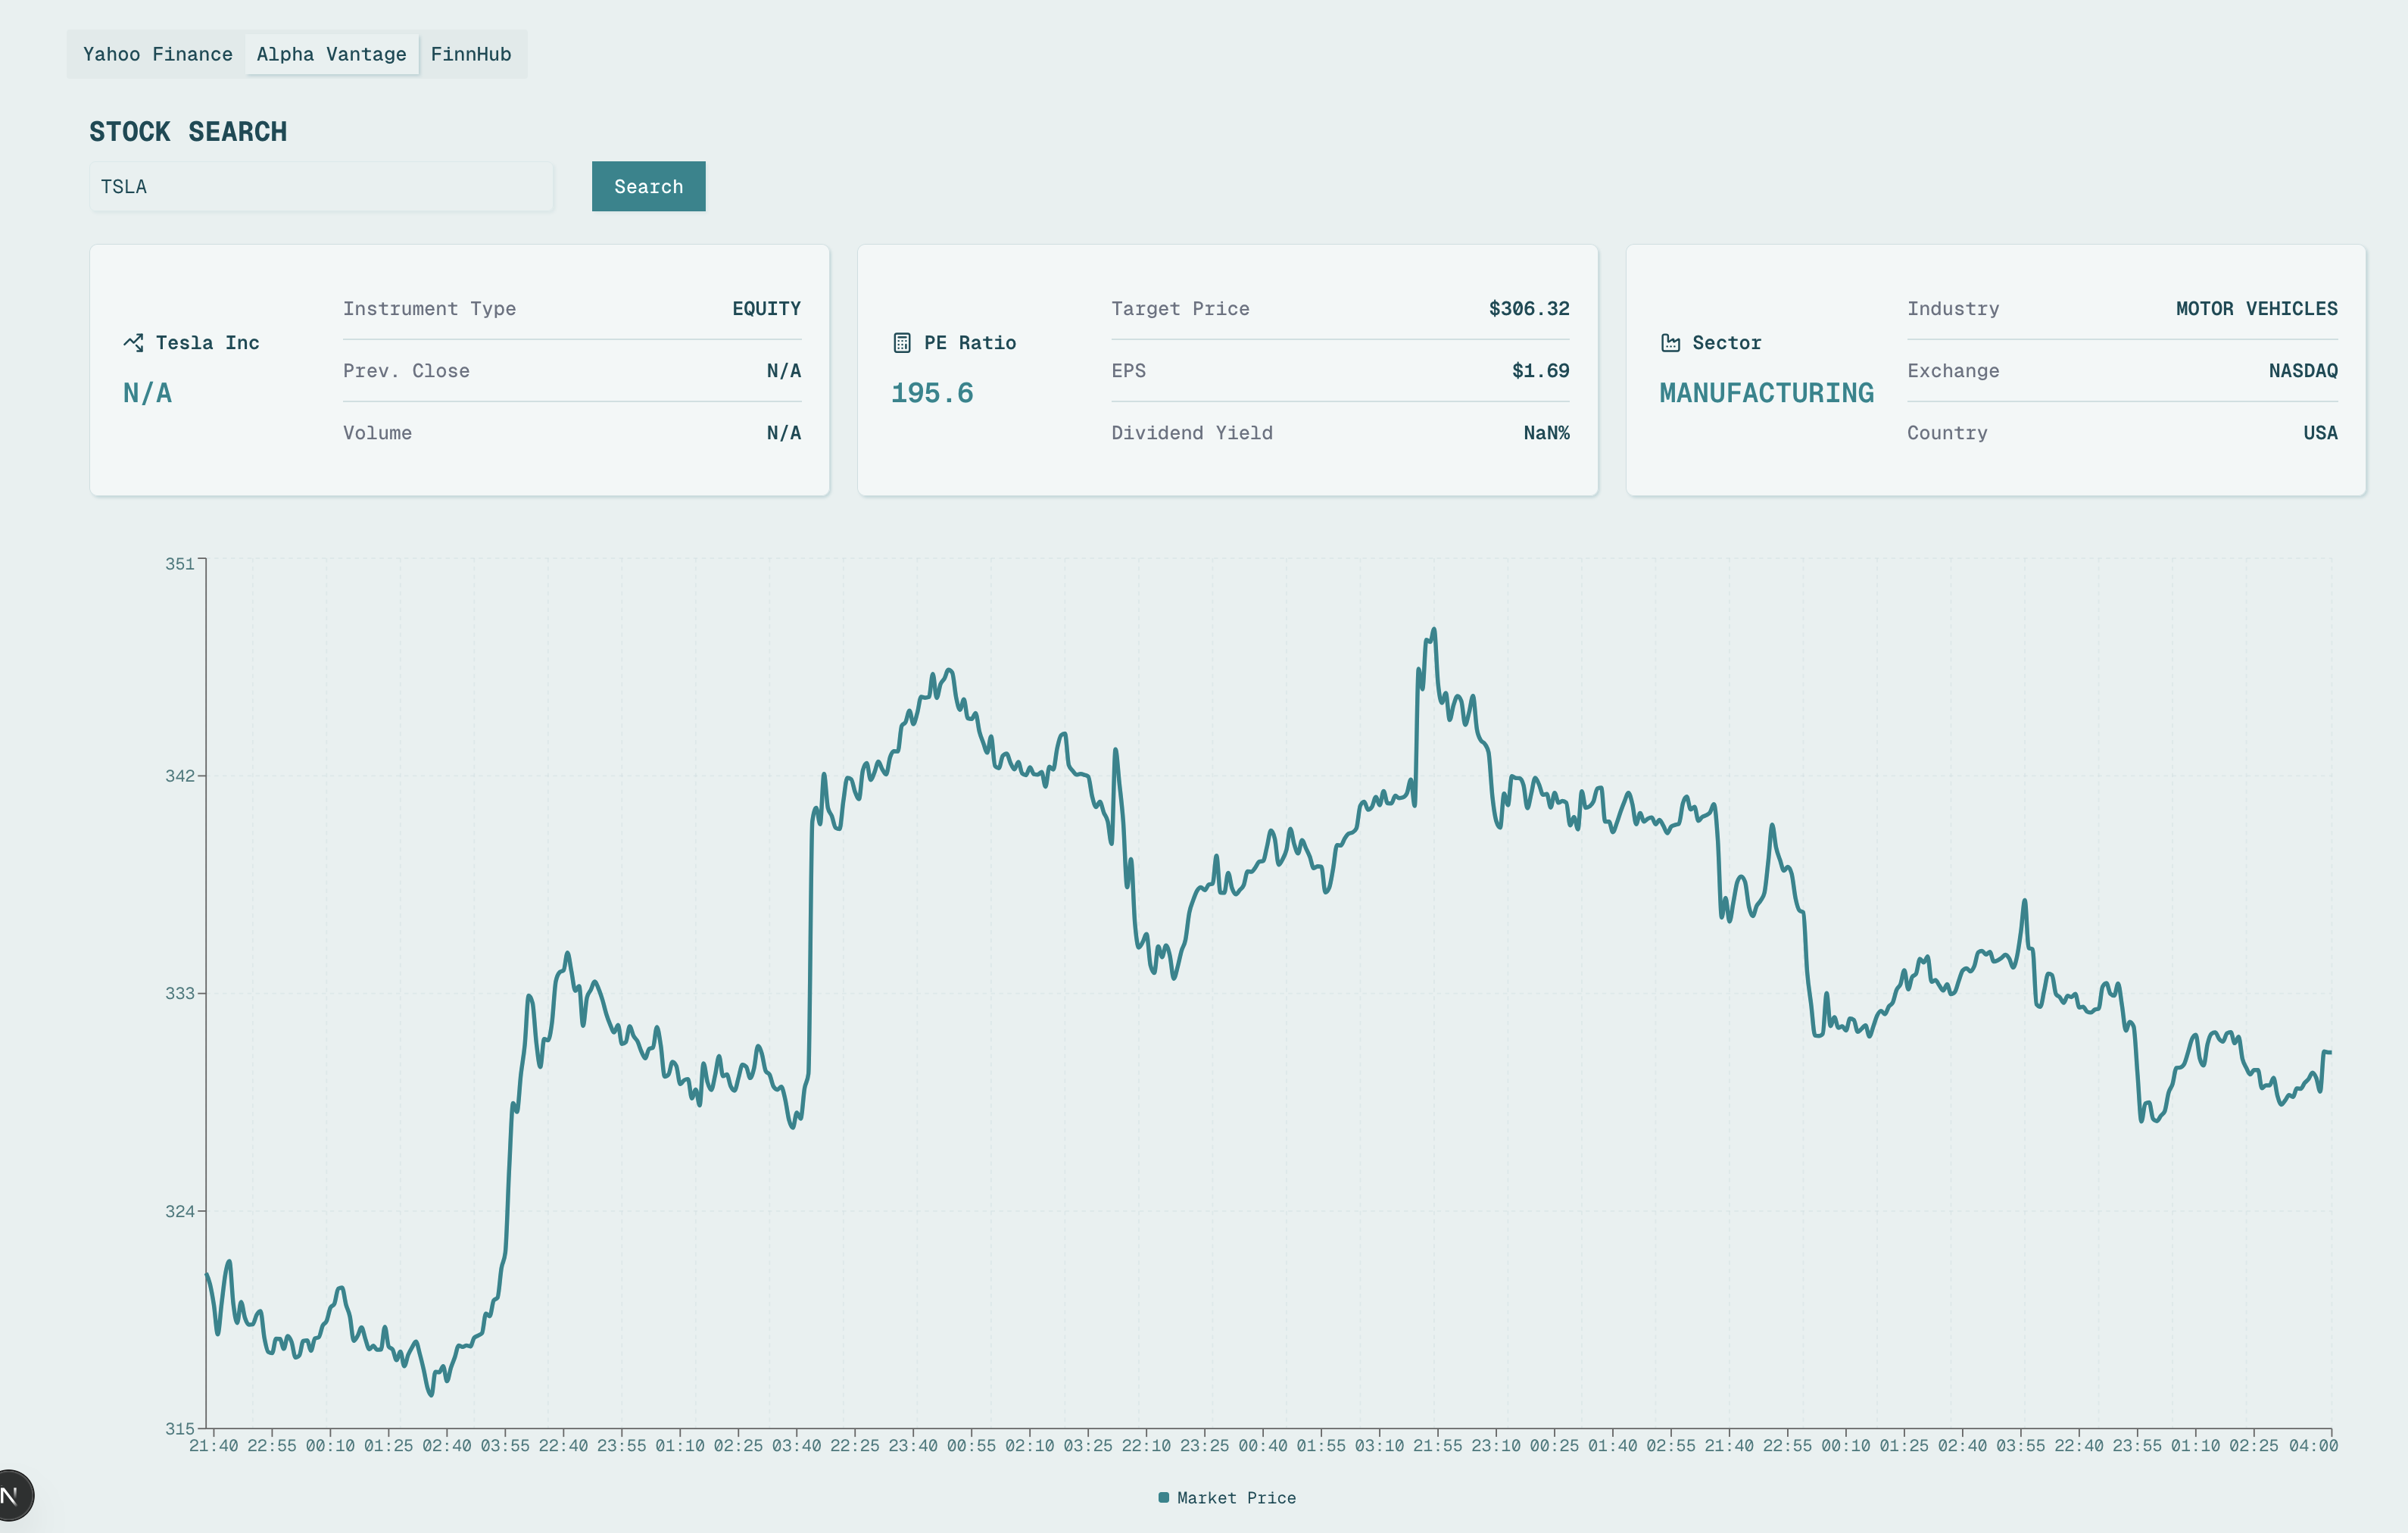 Yahoo Finance Alpha Vantage FinnHub
STOCK SEARCH
TSLA Search
Tesla Inc
N/A
Instrument Type EQUITY
Prev. Close N/A
Volume N/A
PE Ratio
195.6
Target Price $306.32
EPS $1.69
Dividend Yield NaN%
Sector
MANUFACTURING
Industry MOTOR VEHICLES
Exchange NASDAQ
Country USA
351
342
333
324
315
21:40 22:55 00:10 01:25 02:40 03:55 22:40 23:55 01:10 02:25 03:40 22:25 23:40 00:55 02:10 03:25 22:10 23:25 00:40 01:55 03:10 21:55 23:10 00:25 01:40 02:55 21:40 22:55 00:10 01:25 02:40 03:55 22:40 23:55 01:10 02:25 04:00
N
Market Price